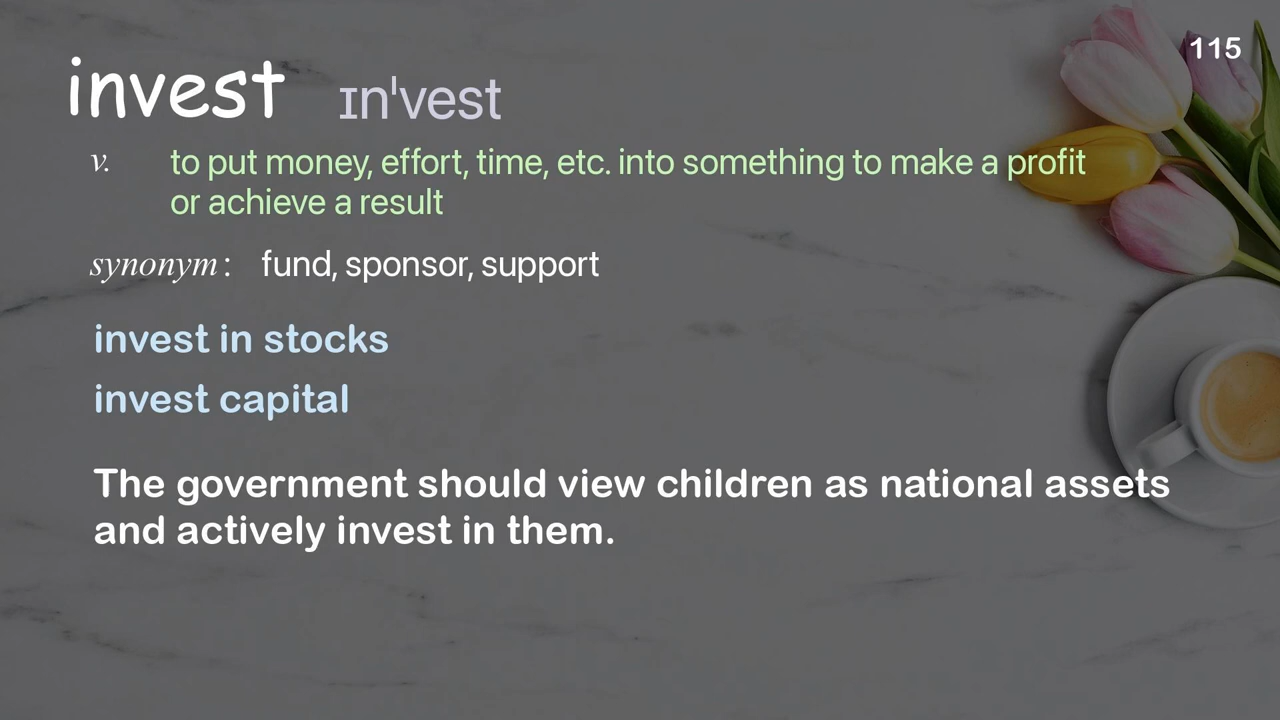 115
invest ɪn'vest
v. to put money, effort, time, etc. into something to make a profit
or achieve a result
synonym : fund, sponsor, support
invest in stocks
invest capital
The government should view children as national assets
and actively invest in them.